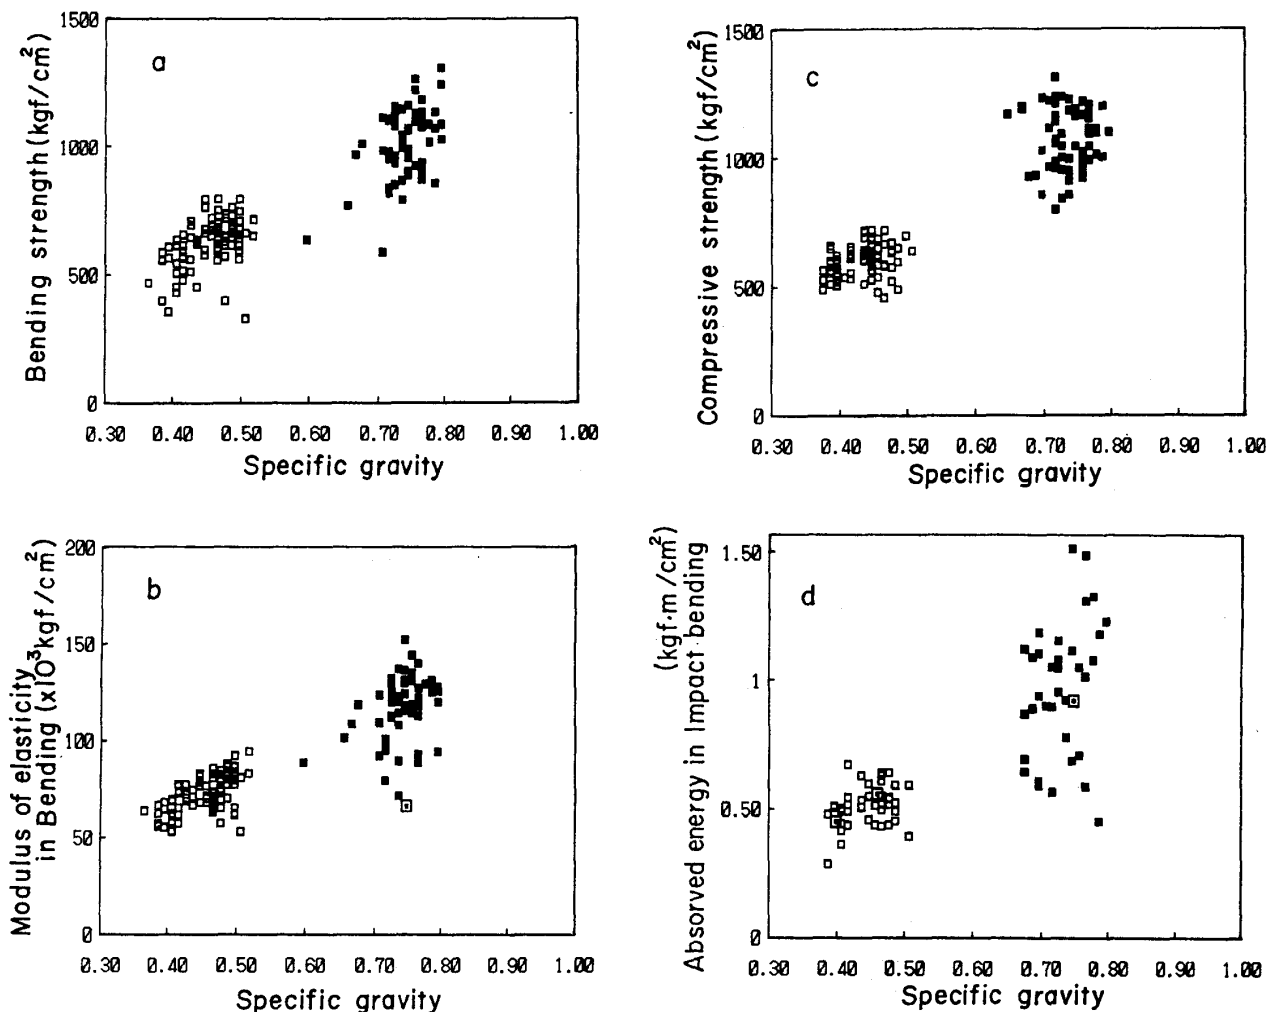 a
Bending strength (kgf/cm²)
1500
1000
500
0
0.30 0.40 0.50 0.60 0.70 0.80 0.90 1.00
Specific gravity
c
Compressive strength (kgf/cm²)
1500
1000
500
0
0.30 0.40 0.50 0.60 0.70 0.80 0.90 1.00
Specific gravity
b
Modulus of elasticity
in Bending (x10³kgf/cm²)
200
150
100
50
0
0.30 0.40 0.50 0.60 0.70 0.80 0.90 1.00
Specific gravity
d
Absorved energy in Impact bending
(kgf·m/cm²)
1.50
1
0.50
0
0.30 0.40 0.50 0.60 0.70 0.80 0.90 1.00
Specific gravity